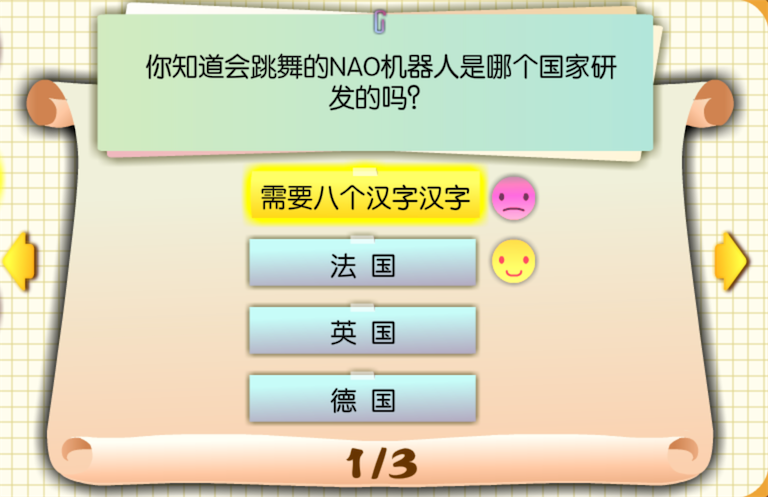 你知道会跳舞的NAO机器人是哪个国家研
发的吗?
需要八个汉字汉字
法 国
英 国
德 国
1/3